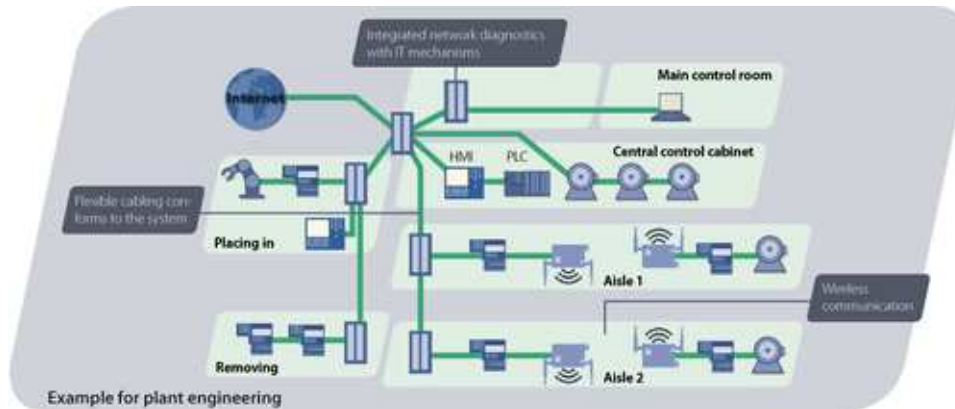 Integrated network diagnostics
with IT mechanisms
Internet
Main control room
HMI
PLC
Central control cabinet
Flexible cabling con-
forms to the system
Placing in
Aisle 1
Wireless
communication
Removing
Aisle 2
Example for plant engineering